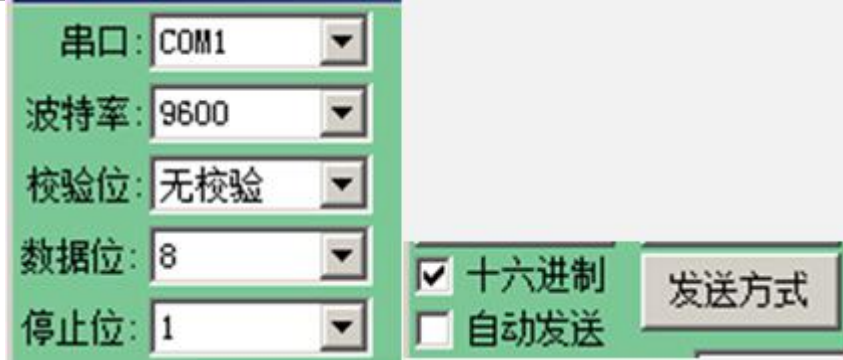 串口: COM1
波特率: 9600
校验位: 无校验
数据位: 8
停止位: 1
十六进制
自动发送
发送方式